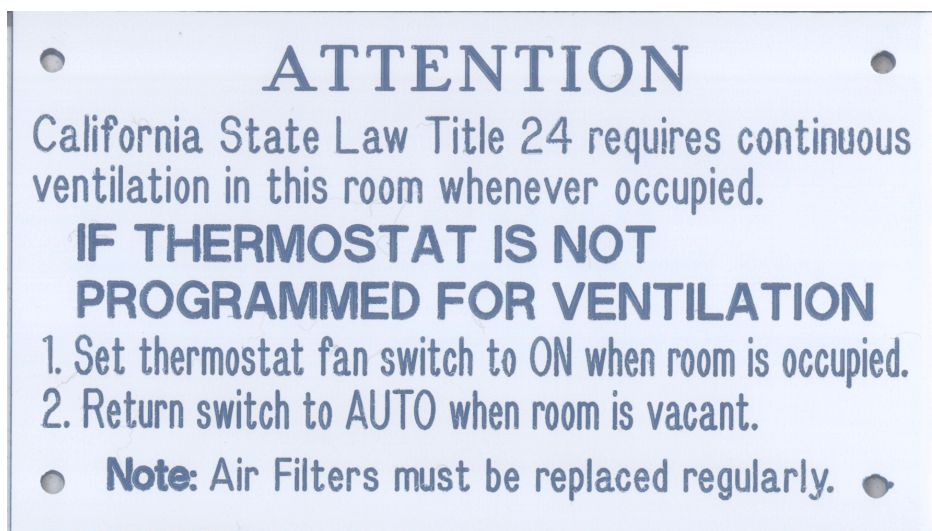 ATTENTION
California State Law Title 24 requires continuous
ventilation in this room whenever occupied.
IF THERMOSTAT IS NOT
PROGRAMMED FOR VENTILATION
1. Set thermostat fan switch to ON when room is occupied.
2. Return switch to AUTO when room is vacant.
Note: Air Filters must be replaced regularly.